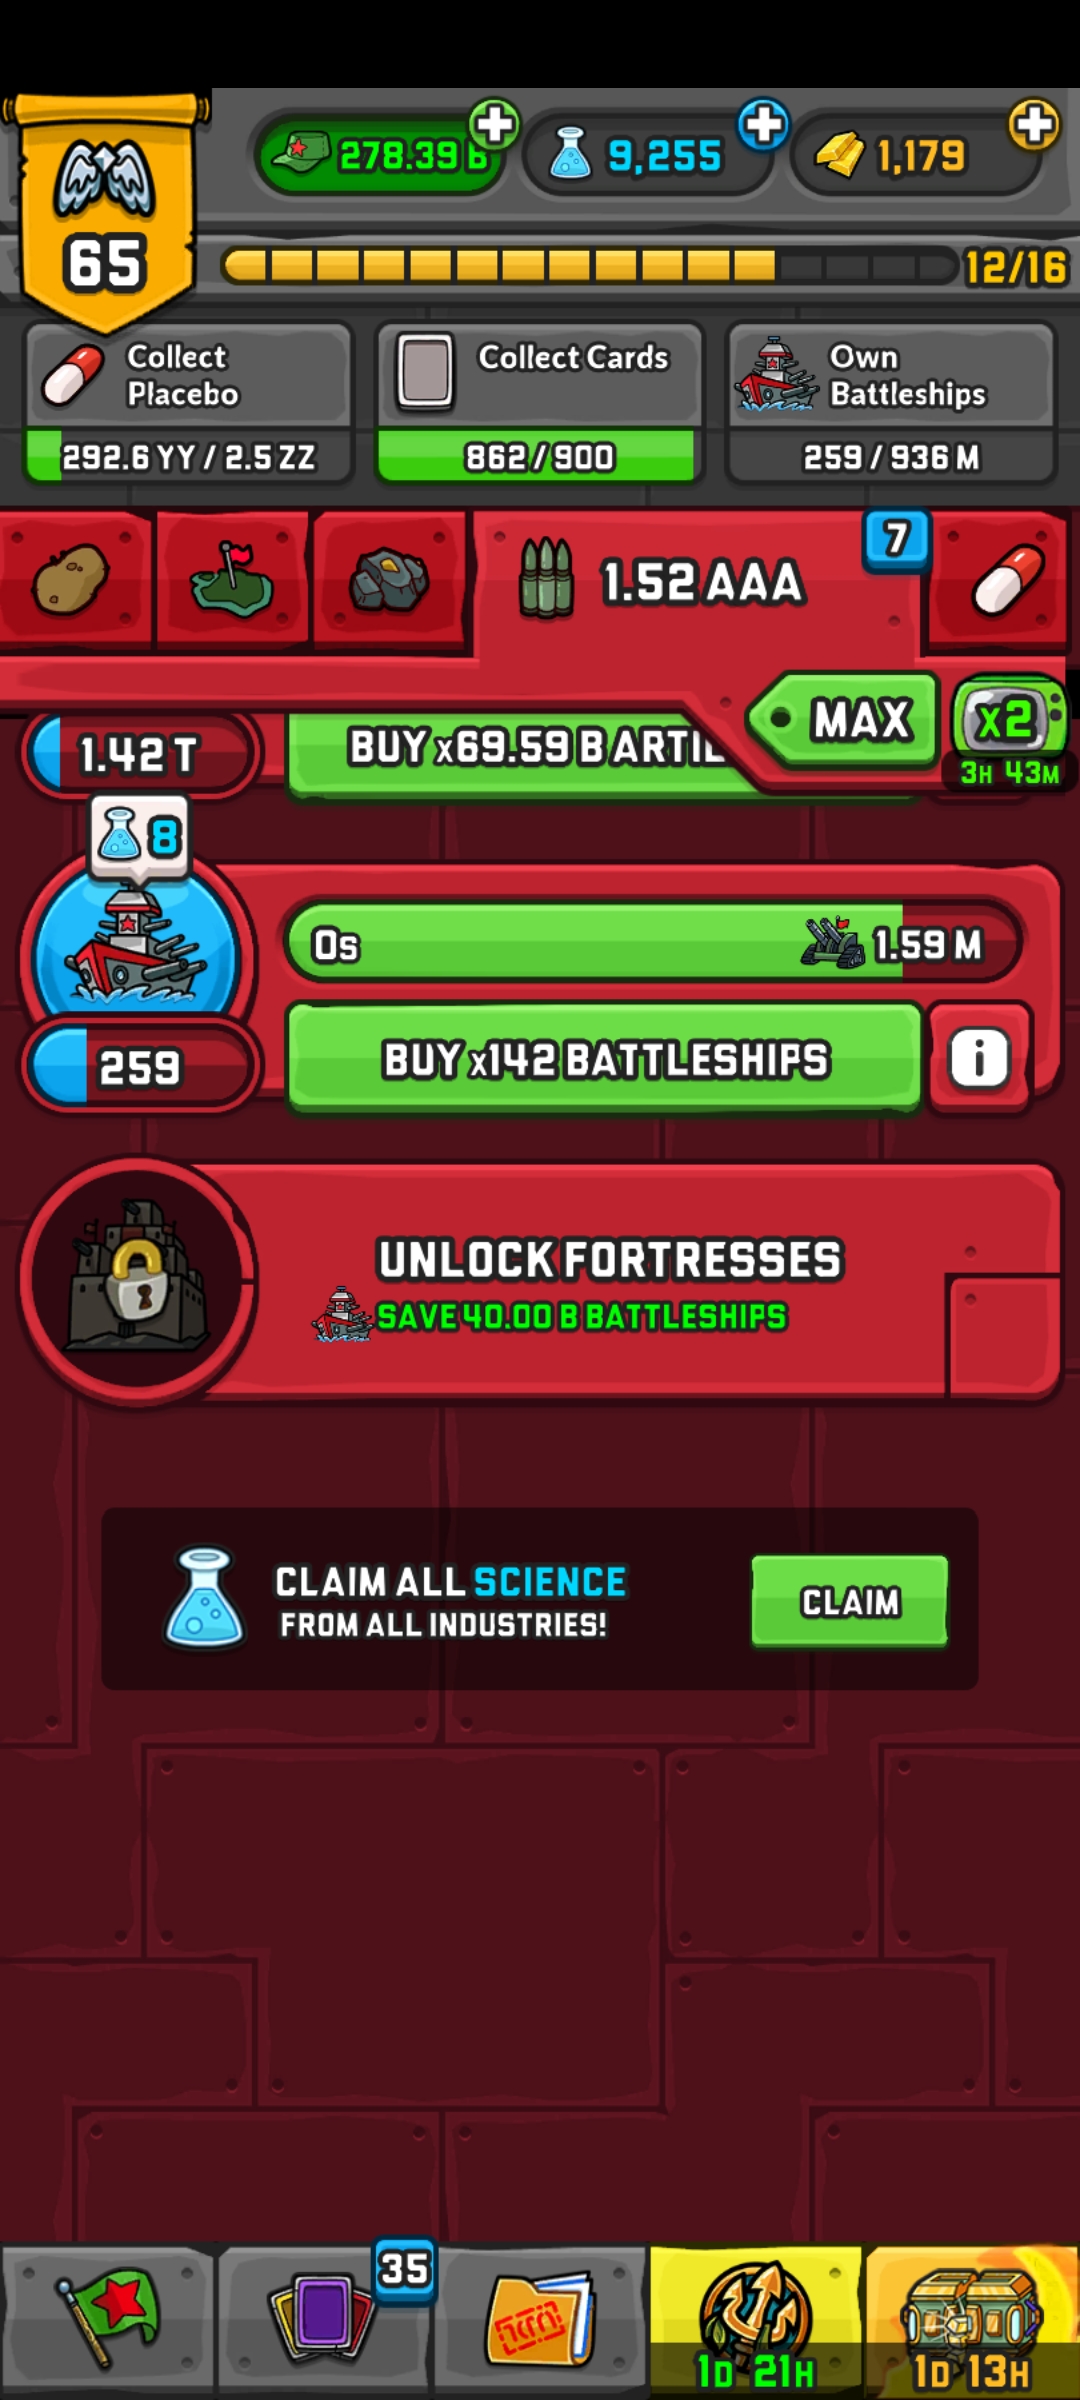 278.39 B
9,255
1,179
65
12/16
Collect
Placebo
Collect Cards
Own
Battleships
292.6 YY / 2.5 ZZ
862/900
259 / 936 M
1.52 AAA
7
MAX
x2
3H 43M
1.42 T
BUY x69.59 B ARTIL
8
0s
1.59 M
259
BUY x142 BATTLESHIPS
i
UNLOCK FORTRESSES
SAVE 40.00 B BATTLESHIPS
CLAIM ALL SCIENCE
FROM ALL INDUSTRIES!
CLAIM
35
1D 21H
1D 13H